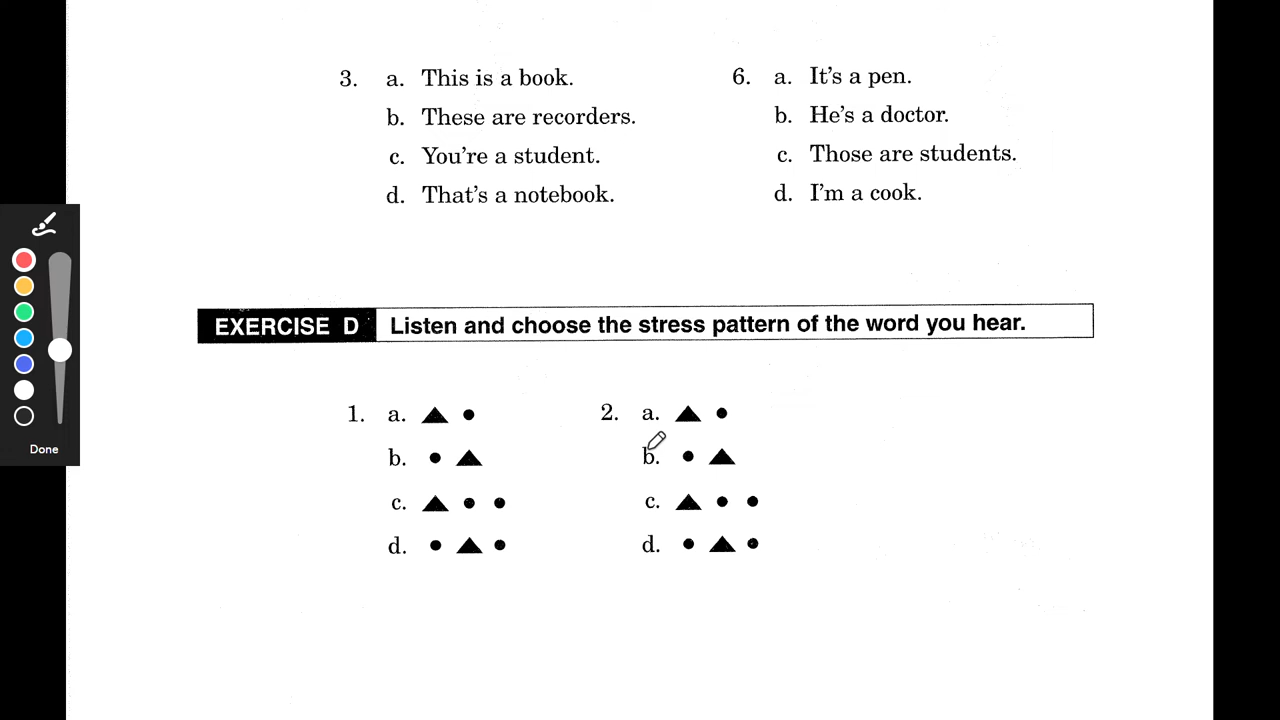 3. a. This is a book.
b. These are recorders.
c. You're a student.
d. That's a notebook.
6. a. It's a pen.
b. He's a doctor.
c. Those are students.
d. I'm a cook.
EXERCISE D Listen and choose the stress pattern of the word you hear.
1. a. ▲ ●
b. ● ▲
c. ▲ ● ●
d. ● ▲ ●
2. a. ▲ ●
b. ● ▲
c. ▲ ● ●
d. ● ▲ ●
Done